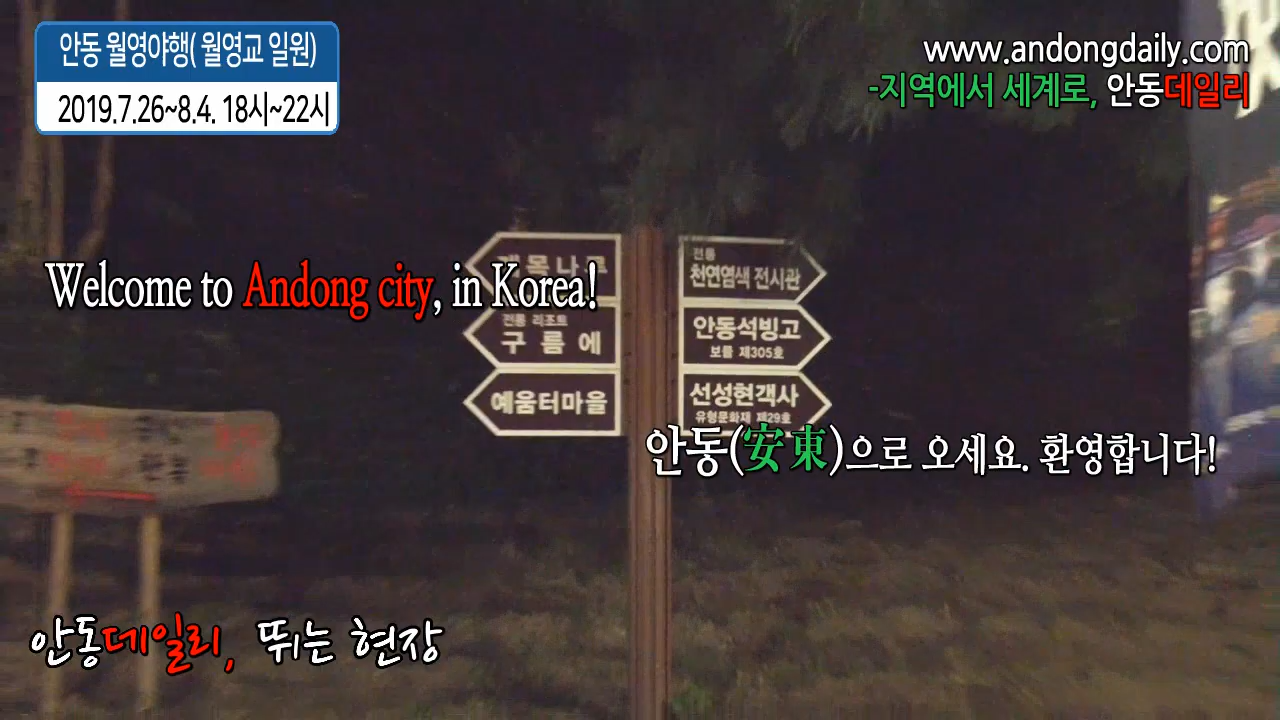 안동 월영야행( 월영교 일원)
2019.7.26~8.4. 18시~22시
www.andongdaily.com
-지역에서 세계로, 안동데일리
전통
천연염색 전시관
Welcome to Andong city, in Korea!
전통 리조트
구름에
안동석빙고
보물 제305호
예움터마을
선성현객사
유형문화재 제29호
안동(安東)으로 오세요. 환영합니다!
안동데일리, 뛰는 현장